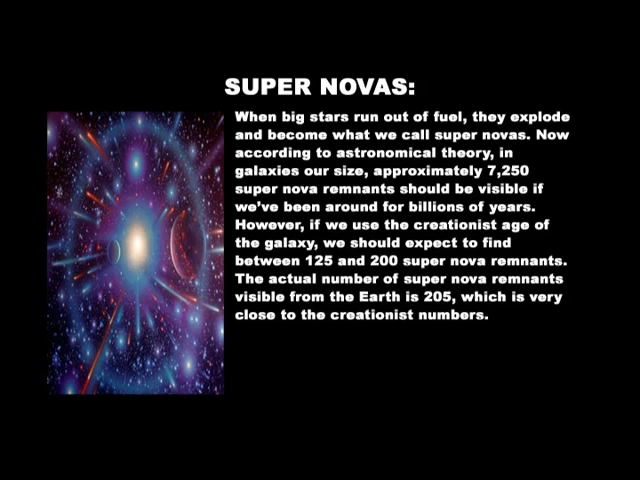 SUPER NOVAS:
When big stars run out of fuel, they explode
and become what we call super novas. Now
according to astronomical theory, in
galaxies our size, approximately 7,250
super nova remnants should be visible if
we've been around for billions of years.
However, if we use the creationist age of
the galaxy, we should expect to find
between 125 and 200 super nova remnants.
The actual number of super nova remnants
visible from the Earth is 205, which is very
close to the creationist numbers.